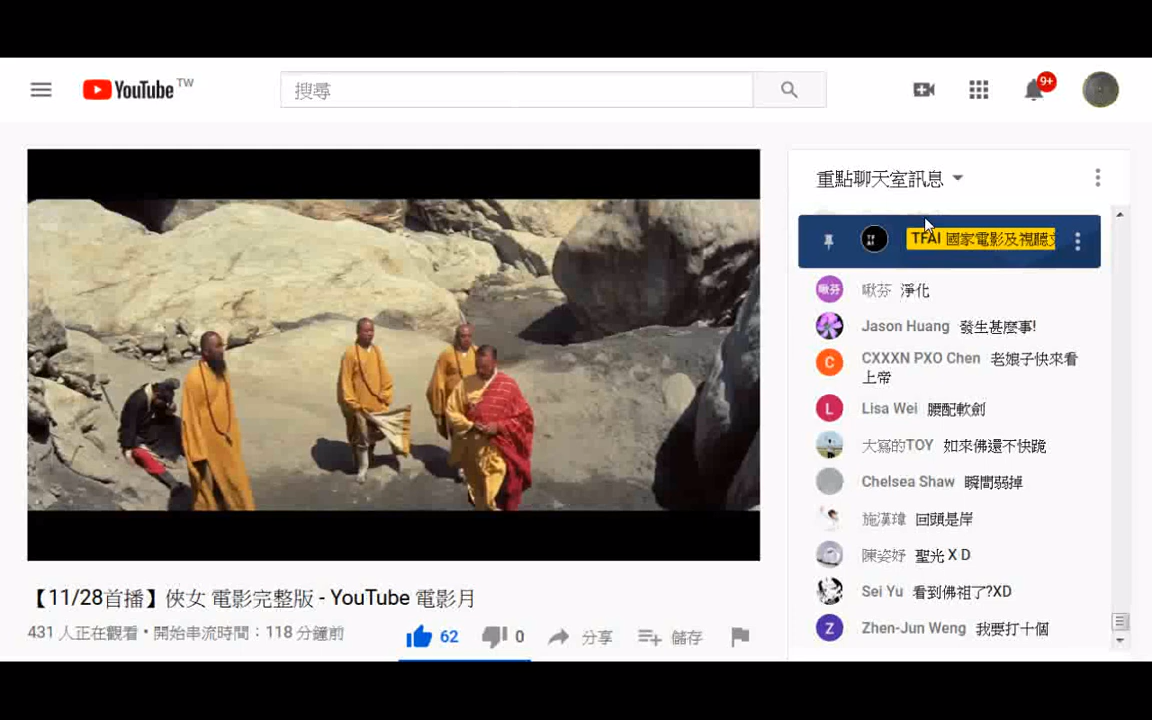 YouTube TW
搜尋
9+
重點聊天室訊息
TFAI 國家電影及視聽文
啾芬 啾芬 淨化
Jason Huang 發生甚麼事!
C CXXXN PXO Chen 老娘子快來看
上帝
L Lisa Wei 腰配軟劍
大寫的TOY 如來佛還不快跪
Chelsea Shaw 瞬間弱掉
施漢瑋 回頭是岸
陳姿妤 聖光 X D
Sei Yu 看到佛祖了?XD
Z Zhen-Jun Weng 我要打十個
【11/28首播】俠女 電影完整版 - YouTube 電影月
431 人正在觀看 • 開始串流時間：118 分鐘前
62 0 分享 儲存